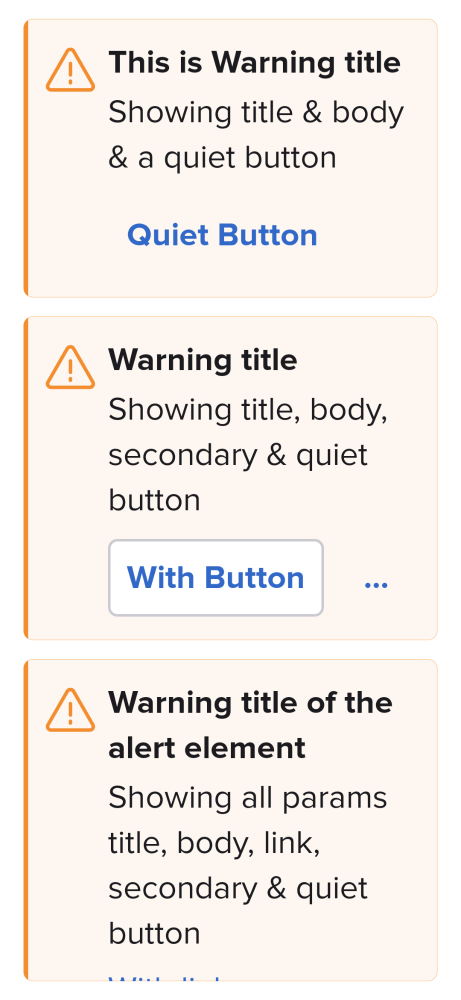 This is Warning title
Showing title & body
& a quiet button
Quiet Button
Warning title
Showing title, body,
secondary & quiet
button
With Button
...
Warning title of the
alert element
Showing all params
title, body, link,
secondary & quiet
button